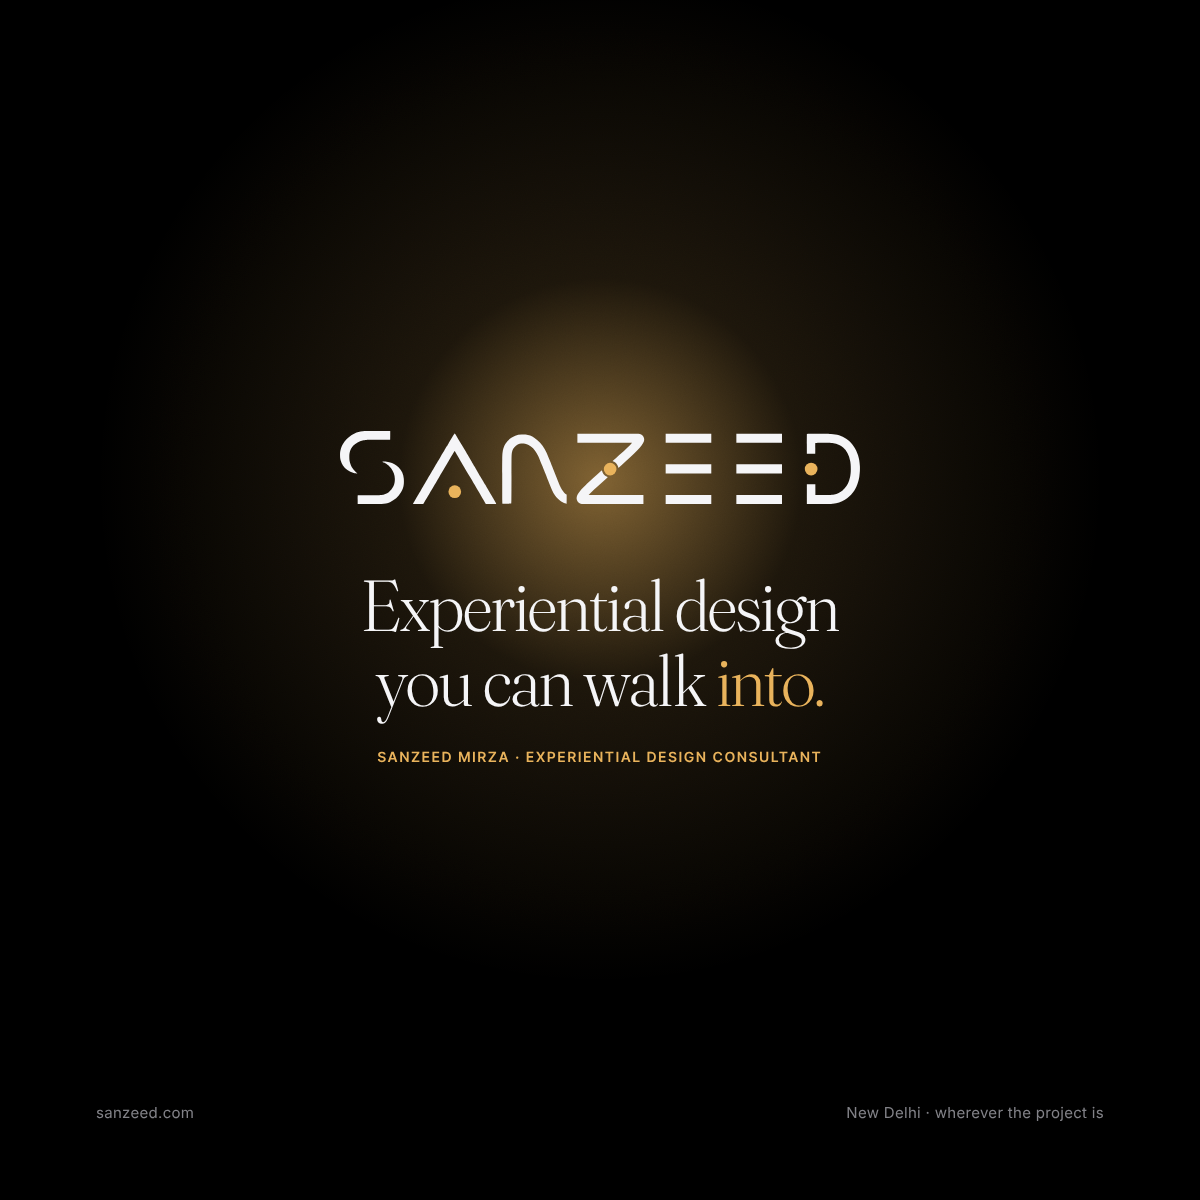 SANZEED
Experiential design
you can walk into.
SANZEED MIRZA · EXPERIENTIAL DESIGN CONSULTANT
sanzeed.com
New Delhi · wherever the project is